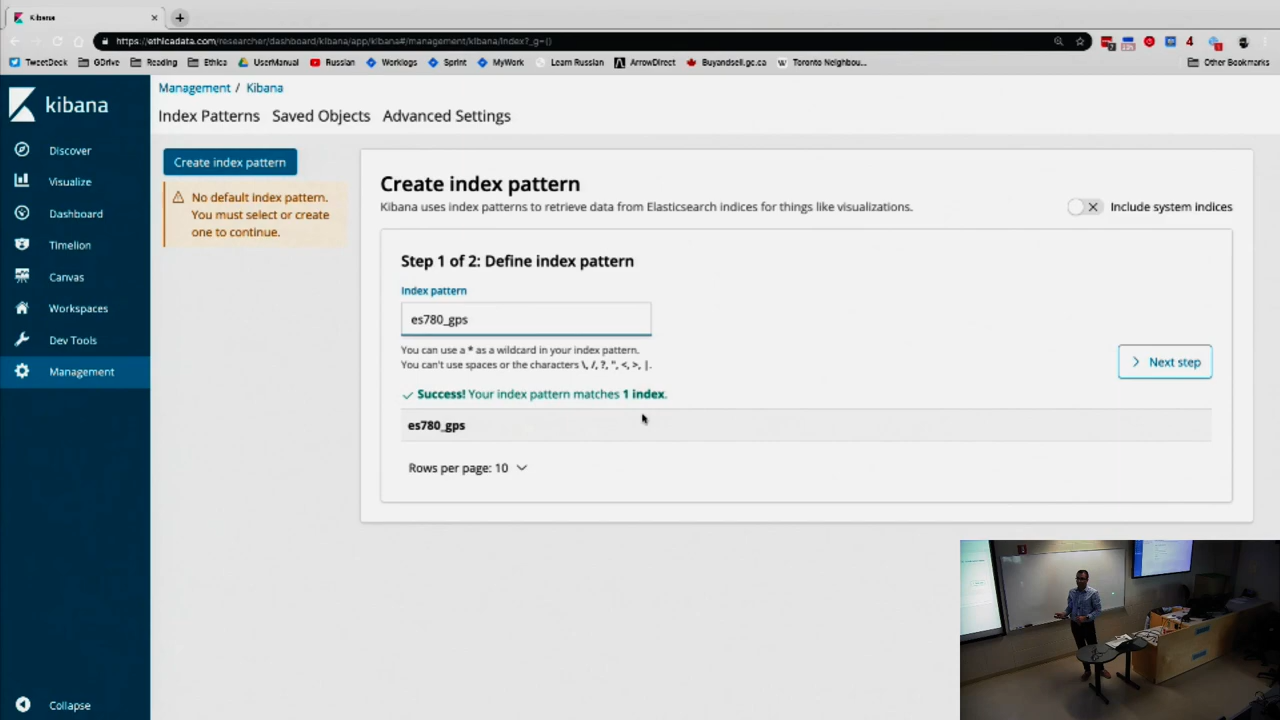 Kibana
https://ethicadata.com/researcher/dashboard/kibana/app/kibana#/management/kibana/index?_g=()
TweetDeck
GDrive
Reading
Ethica
UserManual
Russian
Worklogs
Sprint
MyWork
Learn Russian
ArrowDirect
Buyandsell.gc.ca
Toronto Neighbou...
Other Bookmarks
kibana
Discover
Visualize
Dashboard
Timelion
Canvas
Workspaces
Dev Tools
Management
Collapse
Management / Kibana
Index Patterns Saved Objects Advanced Settings
Create index pattern
No default index pattern.
You must select or create
one to continue.
Create index pattern
Kibana uses index patterns to retrieve data from Elasticsearch indices for things like visualizations.
Include system indices
Step 1 of 2: Define index pattern
Index pattern
es780_gps
You can use a * as a wildcard in your index pattern.
You can't use spaces or the characters \, /, ?, ", <, >, |.
Next step
Success! Your index pattern matches 1 index.
es780_gps
Rows per page: 10